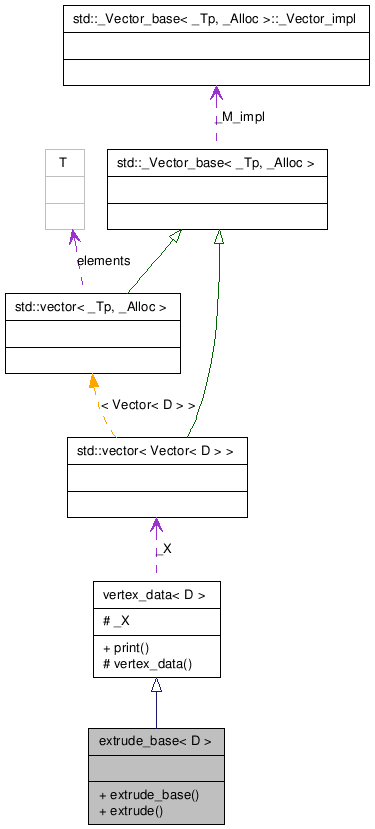 std::_Vector_base< _Tp, _Alloc >::_Vector_impl
_M_impl
T
std::_Vector_base< _Tp, _Alloc >
elements
std::vector< _Tp, _Alloc >
< Vector< D > >
std::vector< Vector< D > >
_X
vertex_data< D >
# _X
+ print()
# vertex_data()
extrude_base< D >
+ extrude_base()
+ extrude()